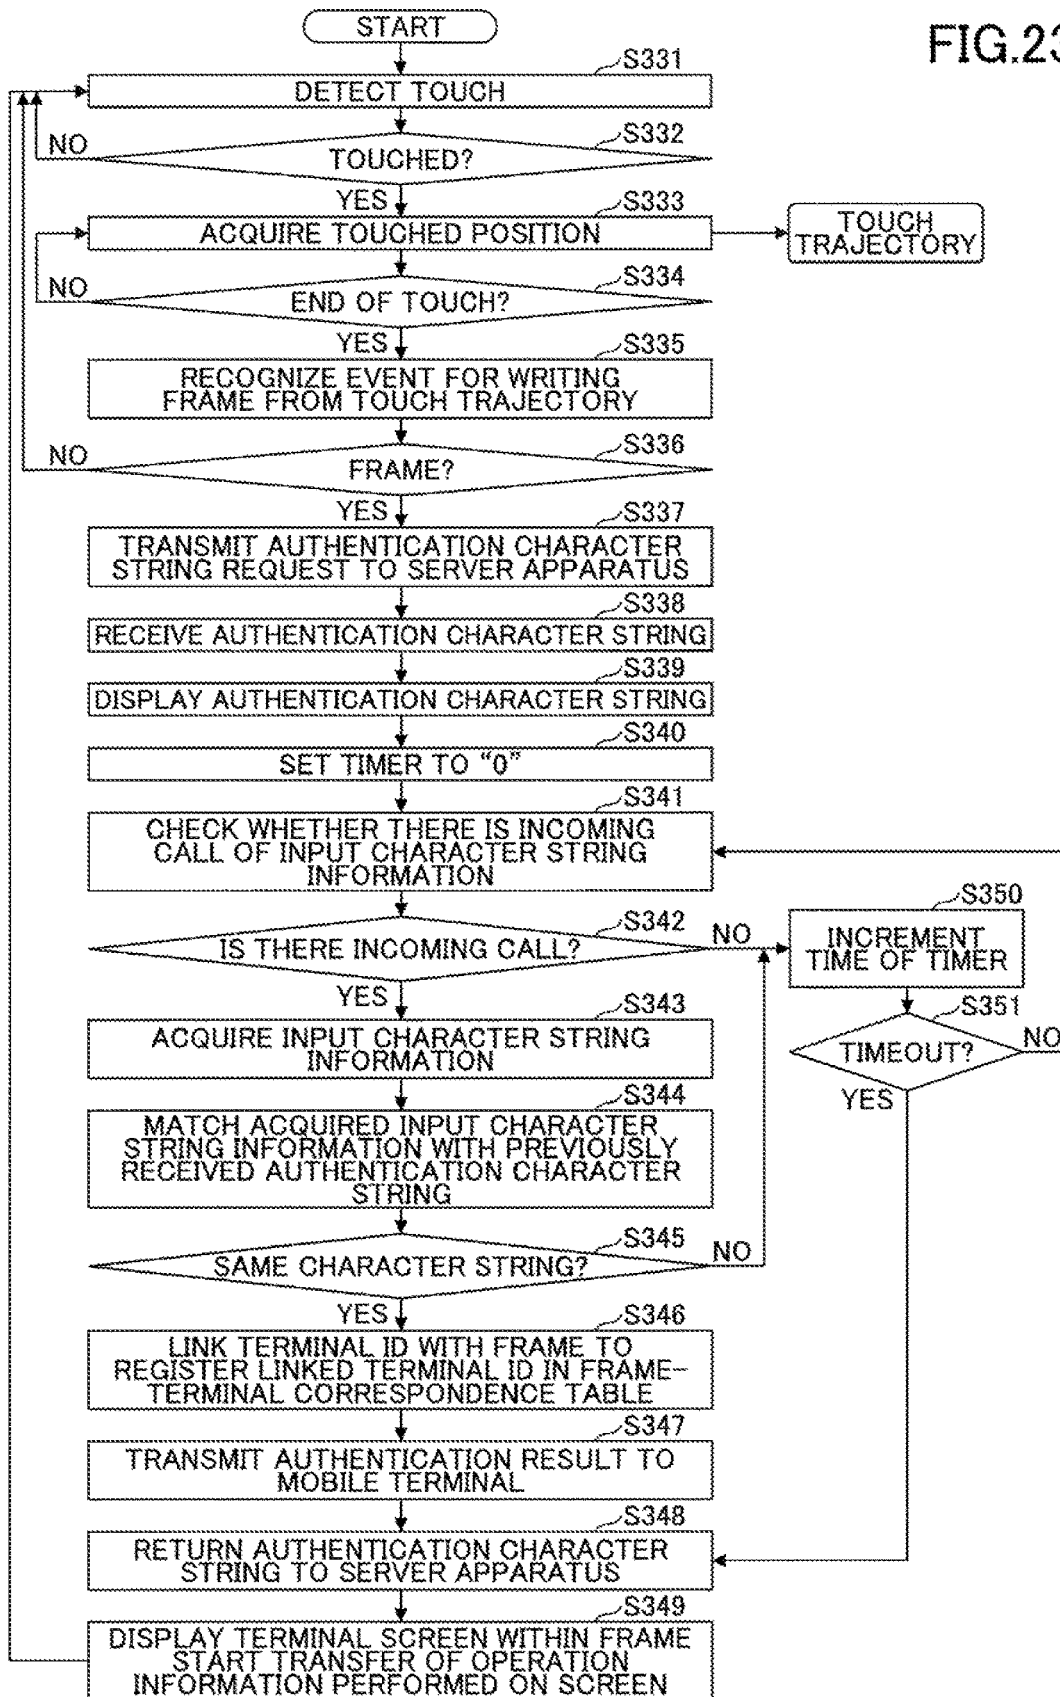 FIG.23
START
S331
DETECT TOUCH
S332
NO
TOUCHED?
YES
S333
ACQUIRE TOUCHED POSITION
TOUCH
TRAJECTORY
S334
NO
END OF TOUCH?
YES
S335
RECOGNIZE EVENT FOR WRITING
FRAME FROM TOUCH TRAJECTORY
S336
NO
FRAME?
YES
S337
TRANSMIT AUTHENTICATION CHARACTER
STRING REQUEST TO SERVER APPARATUS
S338
RECEIVE AUTHENTICATION CHARACTER STRING
S339
DISPLAY AUTHENTICATION CHARACTER STRING
S340
SET TIMER TO “0”
S341
CHECK WHETHER THERE IS INCOMING
CALL OF INPUT CHARACTER STRING
INFORMATION
S342
IS THERE INCOMING CALL?
NO
YES
S350
INCREMENT
TIME OF TIMER
S351
TIMEOUT?
NO
YES
S343
ACQUIRE INPUT CHARACTER STRING
INFORMATION
S344
MATCH ACQUIRED INPUT CHARACTER
STRING INFORMATION WITH PREVIOUSLY
RECEIVED AUTHENTICATION CHARACTER
STRING
S345
SAME CHARACTER STRING?
NO
YES
S346
LINK TERMINAL ID WITH FRAME TO
REGISTER LINKED TERMINAL ID IN FRAME-
TERMINAL CORRESPONDENCE TABLE
S347
TRANSMIT AUTHENTICATION RESULT TO
MOBILE TERMINAL
S348
RETURN AUTHENTICATION CHARACTER
STRING TO SERVER APPARATUS
S349
DISPLAY TERMINAL SCREEN WITHIN FRAME
START TRANSFER OF OPERATION
INFORMATION PERFORMED ON SCREEN